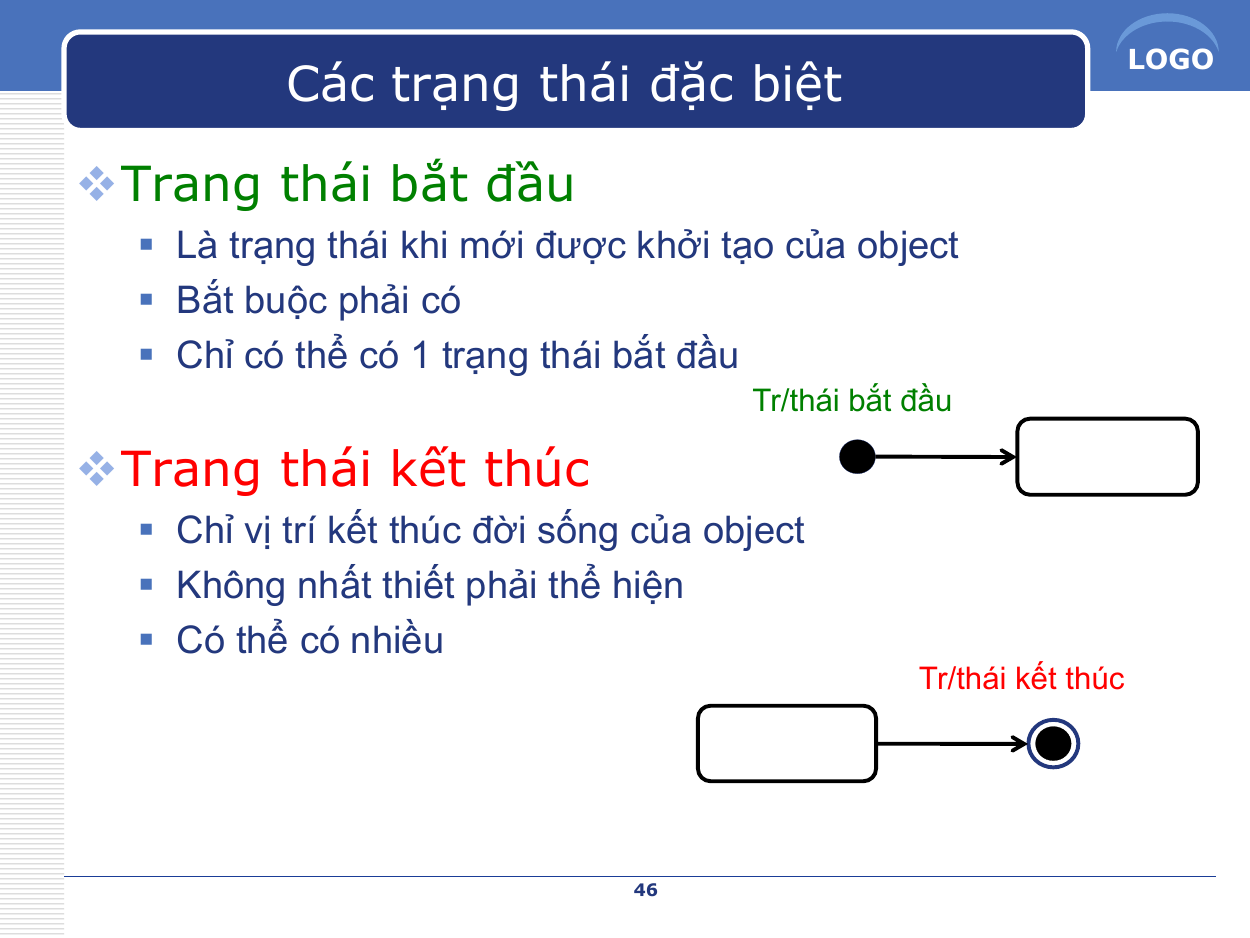 Các trạng thái đặc biệt
LOGO
Trang thái bắt đầu
Là trạng thái khi mới được khởi tạo của object
Bắt buộc phải có
Chỉ có thể có 1 trạng thái bắt đầu
Tr/thái bắt đầu
Trang thái kết thúc
Chỉ vị trí kết thúc đời sống của object
Không nhất thiết phải thể hiện
Có thể có nhiều
Tr/thái kết thúc
46